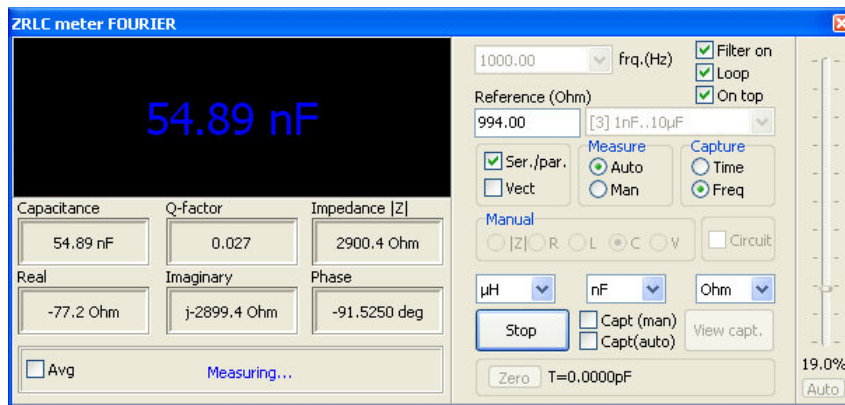 ZRLC meter FOURIER
54.89 nF
1000.00 frq.(Hz)
Filter on
Loop
On top
Reference (Ohm)
994.00 [3] 1nF..10µF
Ser./par.
Vect
Measure
Auto
Man
Capture
Time
Freq
Capacitance Q-factor Impedance |Z|
54.89 nF 0.027 2900.4 Ohm
Real Imaginary Phase
-77.2 Ohm j-2899.4 Ohm -91.5250 deg
Manual
|Z| R L C V
Circuit
µH nF Ohm
Stop
Capt (man)
Capt(auto)
View capt.
Avg Measuring...
Zero T=0.0000pF
19.0%
Auto